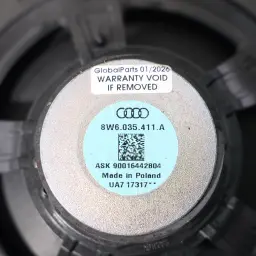 GlobalParts 01/2026
WARRANTY VOID
IF REMOVED
8W6.035.411.A
ASK 90016442804
Made in Poland
UA7 17317**